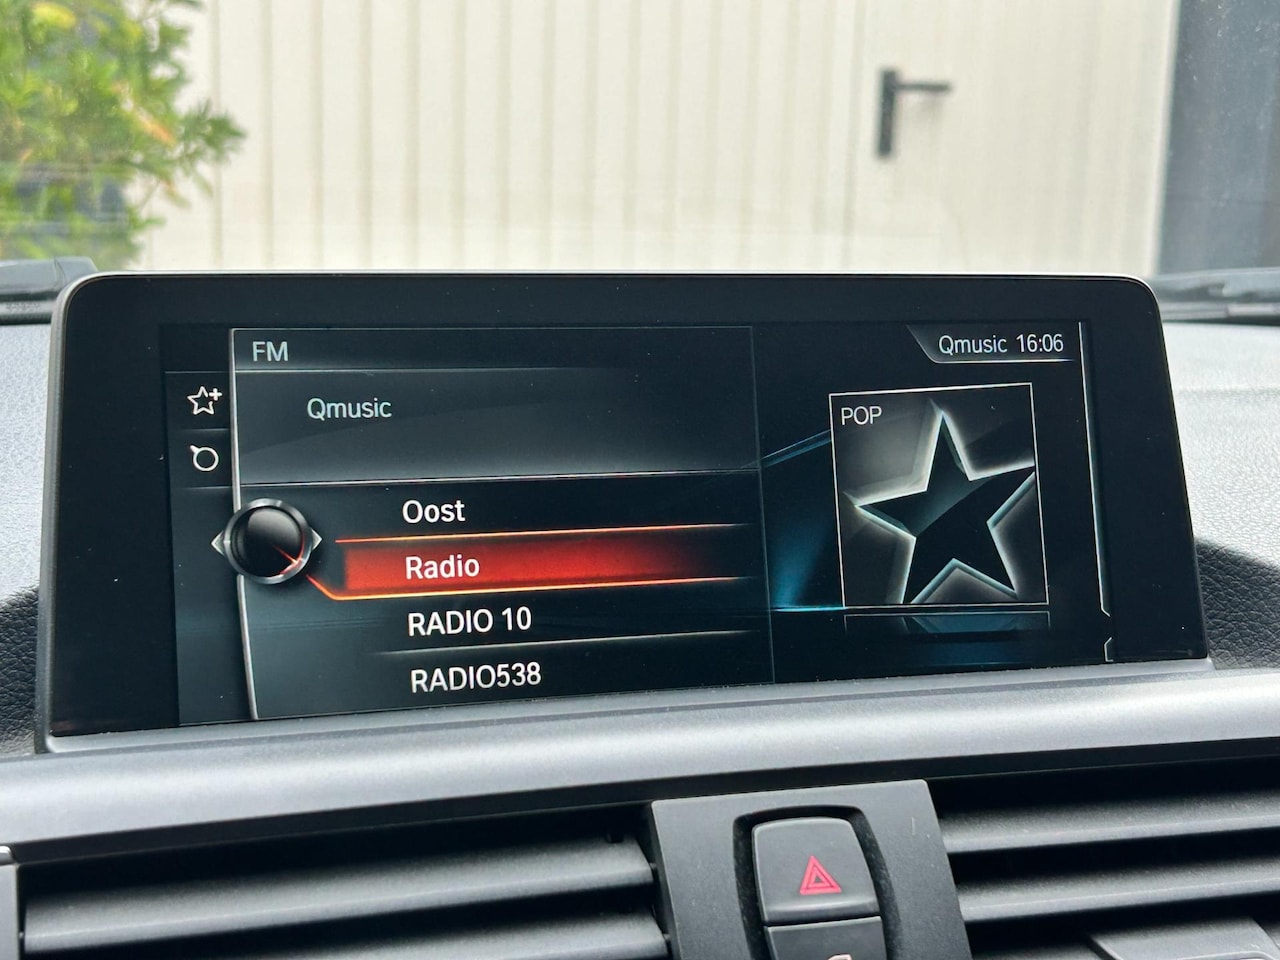 FM
Qmusic 16:06
Qmusic
POP
Oost
Radio
RADIO 10
RADIO538